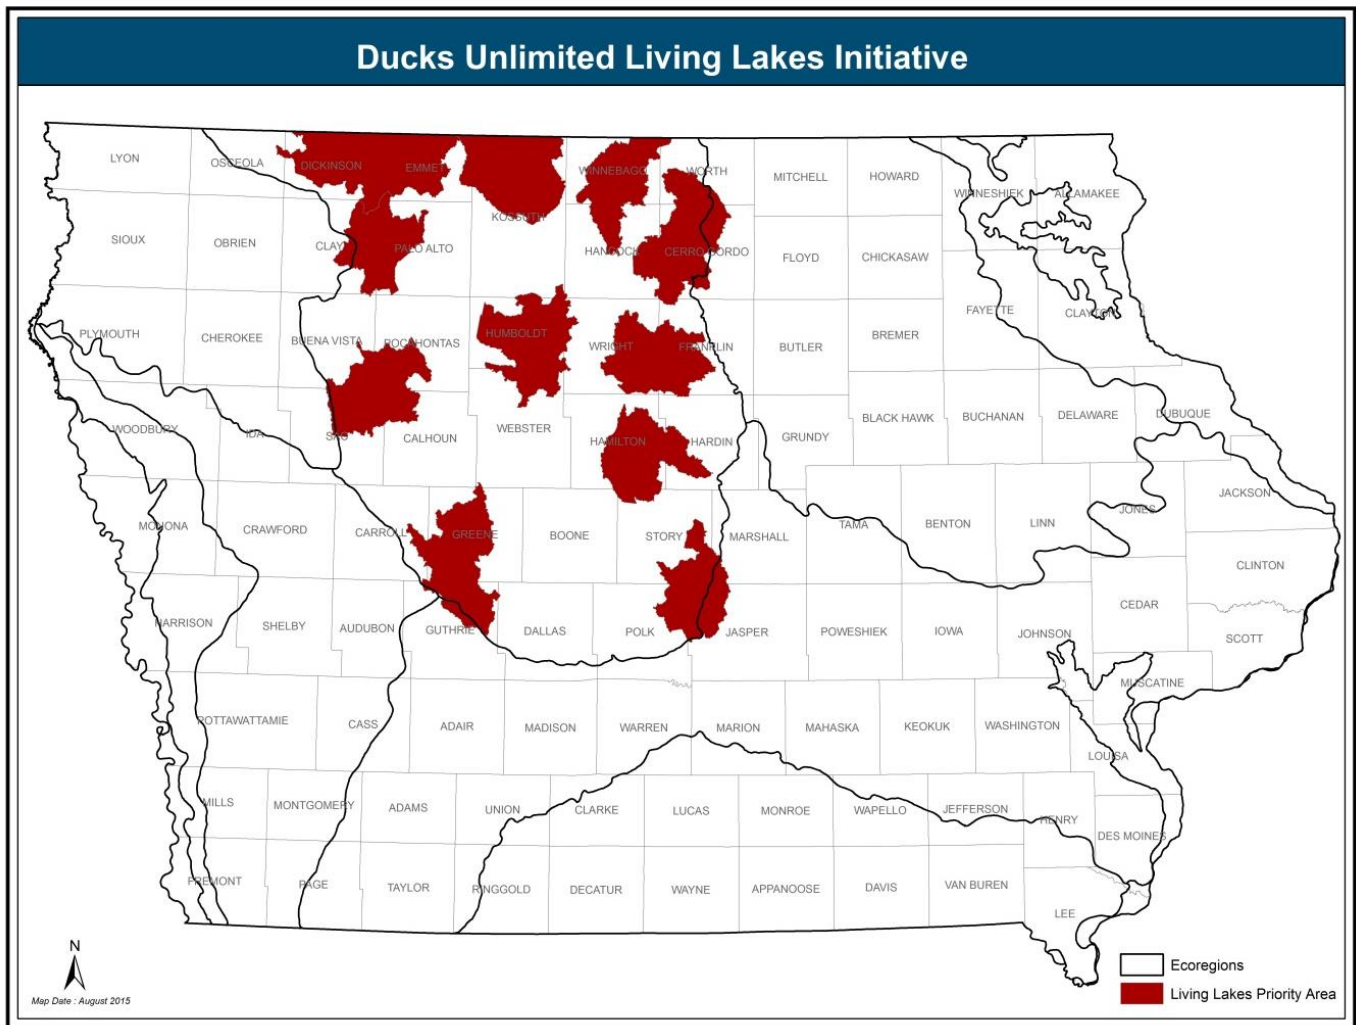 Ducks Unlimited Living Lakes Initiative
LYON
OSCEOLA
DICKINSON
EMMET
WINNEBAGO
WORTH
MITCHELL
HOWARD
WINNESHIEK
ALLAMAKEE
KOSSUTH
SIOUX
OBRIEN
CLAY
PALO ALTO
HANCOCK
CERRO GORDO
FLOYD
CHICKASAW
FAYETTE
CLAYTON
PLYMOUTH
CHEROKEE
BUENA VISTA
POCAHONTAS
HUMBOLDT
WRIGHT
FRANKLIN
BUTLER
BREMER
WOODBURY
IDA
SAC
CALHOUN
WEBSTER
HAMILTON
HARDIN
GRUNDY
BLACK HAWK
BUCHANAN
DELAWARE
DUBUQUE
MONONA
CRAWFORD
CARROLL
GREENE
BOONE
STORY
MARSHALL
TAMA
BENTON
LINN
JONES
JACKSON
CLINTON
HARRISON
SHELBY
AUDUBON
GUTHRIE
DALLAS
POLK
JASPER
POWESHIEK
IOWA
JOHNSON
CEDAR
SCOTT
MUSCATINE
POTTAWATTAMIE
CASS
ADAIR
MADISON
WARREN
MARION
MAHASKA
KEOKUK
WASHINGTON
LOUISA
MILLS
MONTGOMERY
ADAMS
UNION
CLARKE
LUCAS
MONROE
WAPELLO
JEFFERSON
HENRY
DES MOINES
FREMONT
PAGE
TAYLOR
RINGGOLD
DECATUR
WAYNE
APPANOOSE
DAVIS
VAN BUREN
LEE
N
Map Date : August 2015
Ecoregions
Living Lakes Priority Area